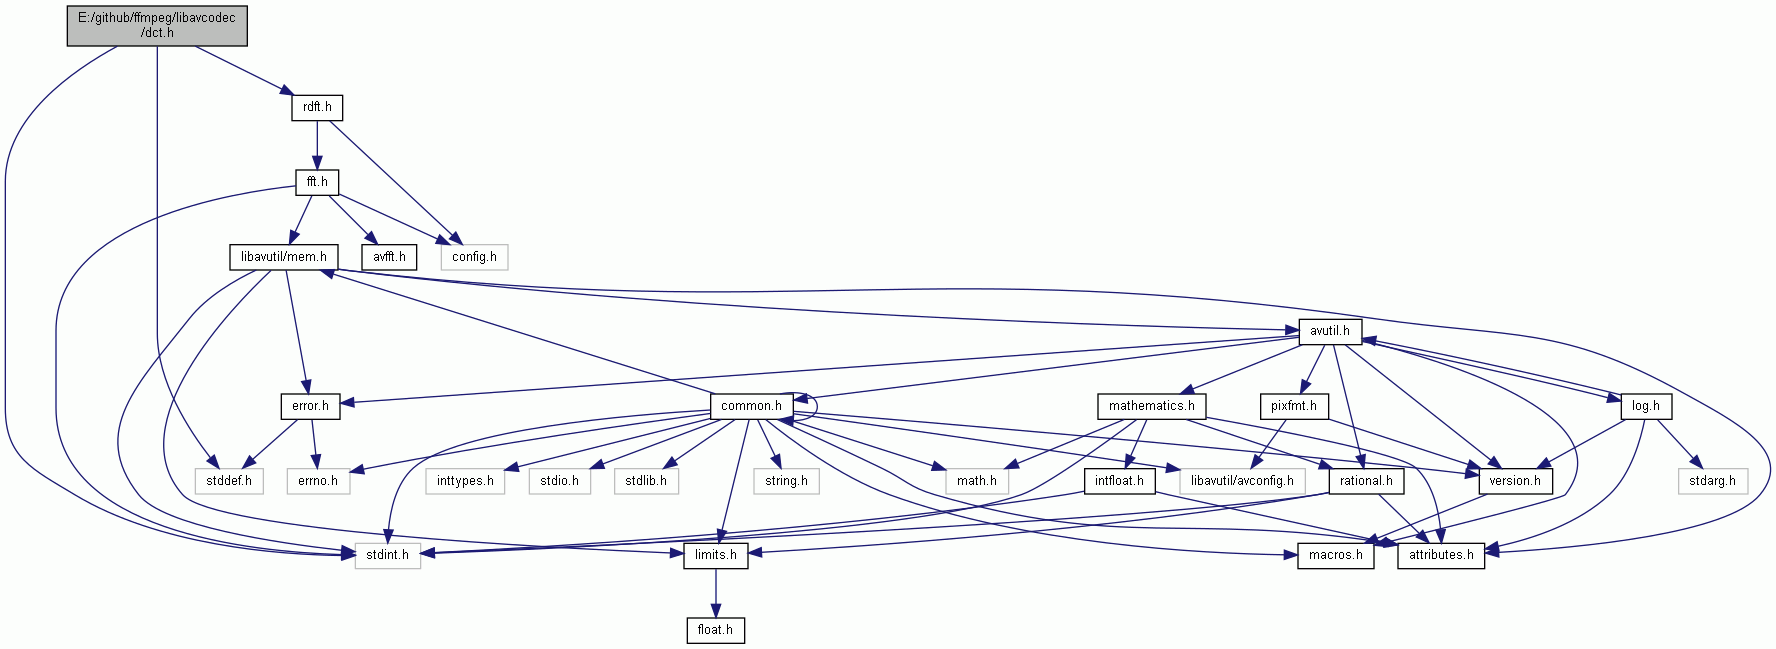 E:/github/ffmpeg/libavcodec
/dct.h
rdft.h
fft.h
libavutil/mem.h
avfft.h
config.h
avutil.h
error.h
common.h
mathematics.h
pixfmt.h
log.h
stddef.h
errno.h
inttypes.h
stdio.h
stdlib.h
string.h
math.h
intfloat.h
libavutil/avconfig.h
rational.h
version.h
stdarg.h
stdint.h
limits.h
macros.h
attributes.h
float.h